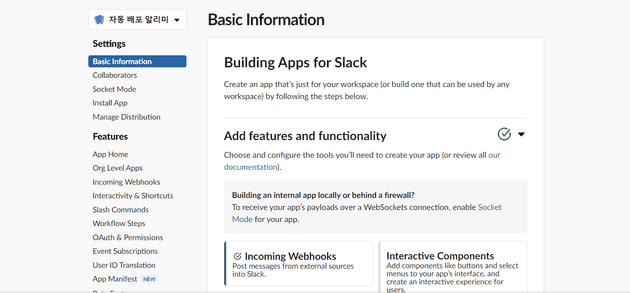 자동 배포 알리미
Settings
Basic Information
Collaborators
Socket Mode
Install App
Manage Distribution
Features
App Home
Org Level Apps
Incoming Webhooks
Interactivity & Shortcuts
Slash Commands
Workflow Steps
OAuth & Permissions
Event Subscriptions
User ID Translation
App Manifest NEW
Basic Information
Building Apps for Slack
Create an app that's just for your workspace (or build one that can be used by any
workspace) by following the steps below.
Add features and functionality
Choose and configure the tools you'll need to create your app (or review all our
documentation).
Building an internal app locally or behind a firewall?
To receive your app's payloads over a WebSockets connection, enable Socket
Mode for your app.
Incoming Webhooks
Post messages from external sources
into Slack.
Interactive Components
Add components like buttons and select
menus to your app's interface, and
create an interactive experience for
users.